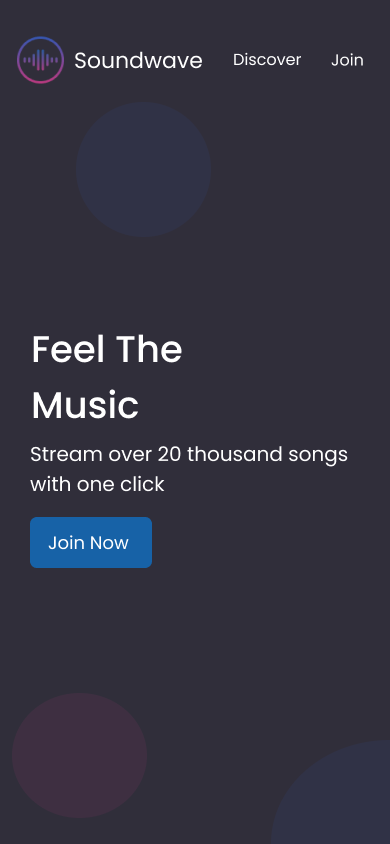 Soundwave Discover Join
Feel The
Music
Stream over 20 thousand songs
with one click
Join Now